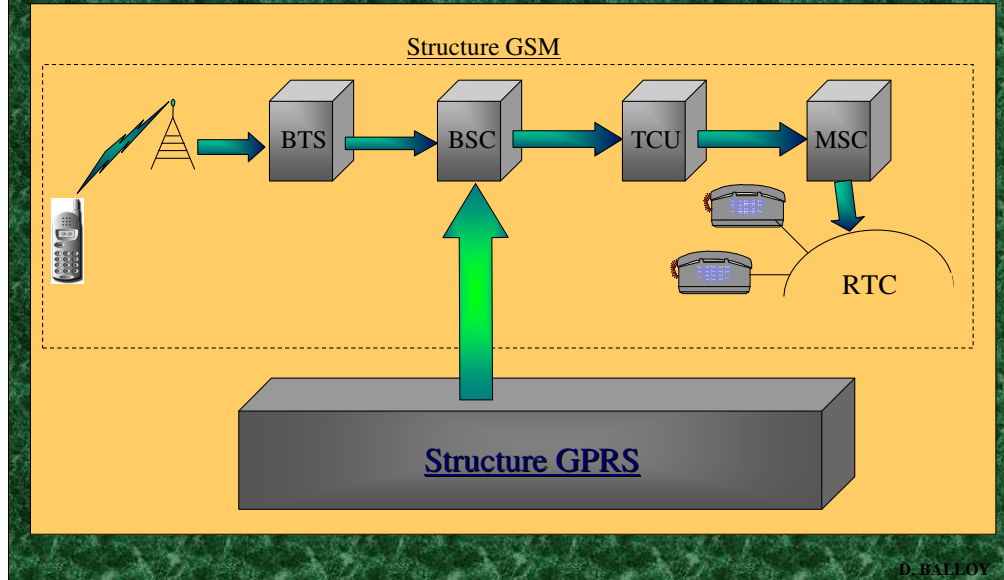 Structure GSM
BTS
BSC
TCU
MSC
RTC
Structure GPRS
D. BALLOY